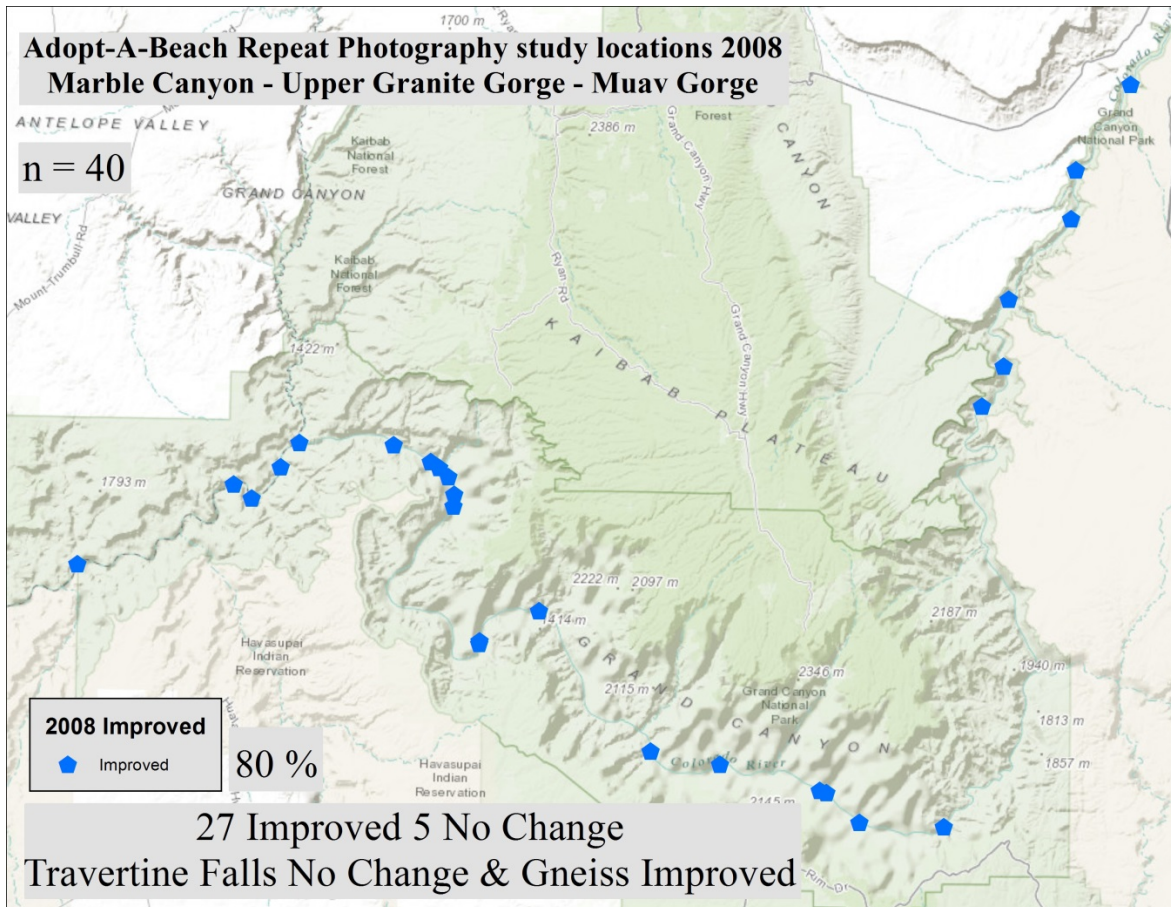 Adopt-A-Beach Repeat Photography study locations 2008
Marble Canyon - Upper Granite Gorge - Muav Gorge
n = 40
1700 m
ANTELOPE VALLEY
Kaibab
National
Forest
2386 m
Forest
Grand Canyon Hwy
CANYON
Colorado
Grand
Canyon
National Park
GRAND CANYON
VALLEY
Mount-Trumbull Rd
Kaibab
National
Forest
Ryan Rd
1422 m
KAIBAB PLATEAU
Grand Canyon Hwy
1793 m
2222 m
2097 m
2187 m
1414 m
Havasupai
Indian
Reservation
GRAND CANYON
2346 m
1940 m
2115 m
Grand Canyon
National
Park
1813 m
2008 Improved
Improved
80 %
Havasupai
Indian
Reservation
Colorado River
1857 m
2145 m
27 Improved 5 No Change
Travertine Falls No Change & Gneiss Improved
Rim Dr